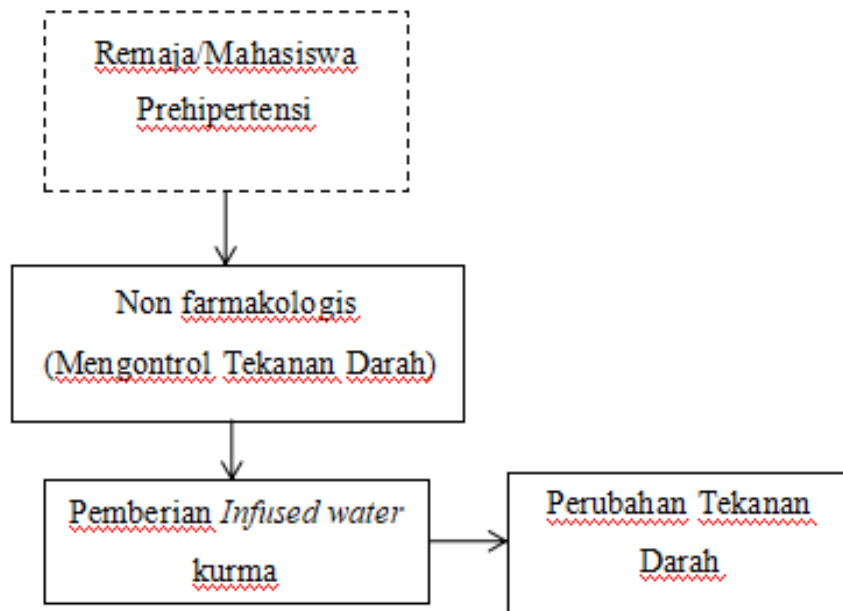 Remaja/Mahasiswa
Prehipertensi
Non farmakologis
(Mengontrol Tekanan Darah)
Pemberian Infused water
kurma
Perubahan Tekanan
Darah